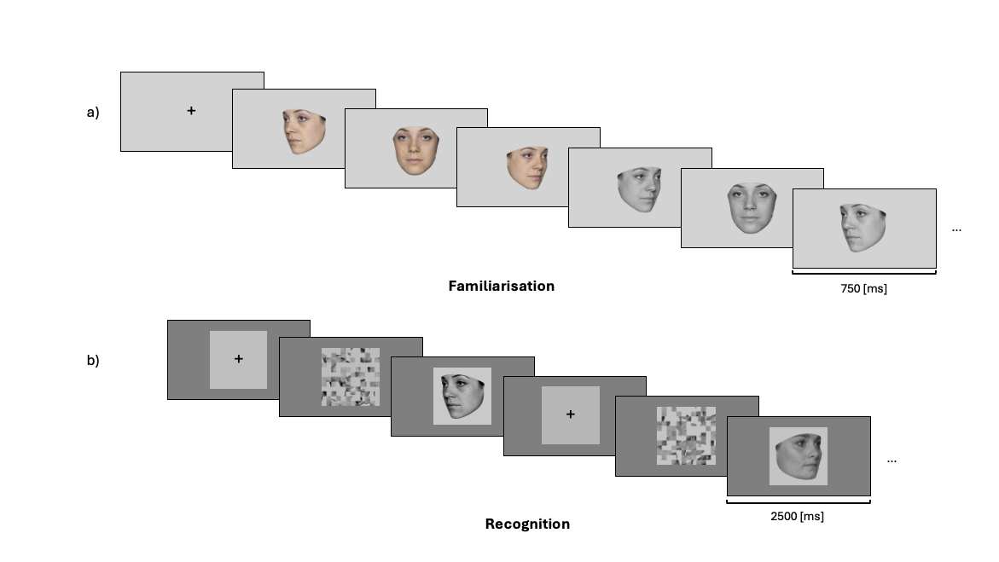 a)
+
...
Familiarisation
750 [ms]
b)
+
+
...
2500 [ms]
Recognition